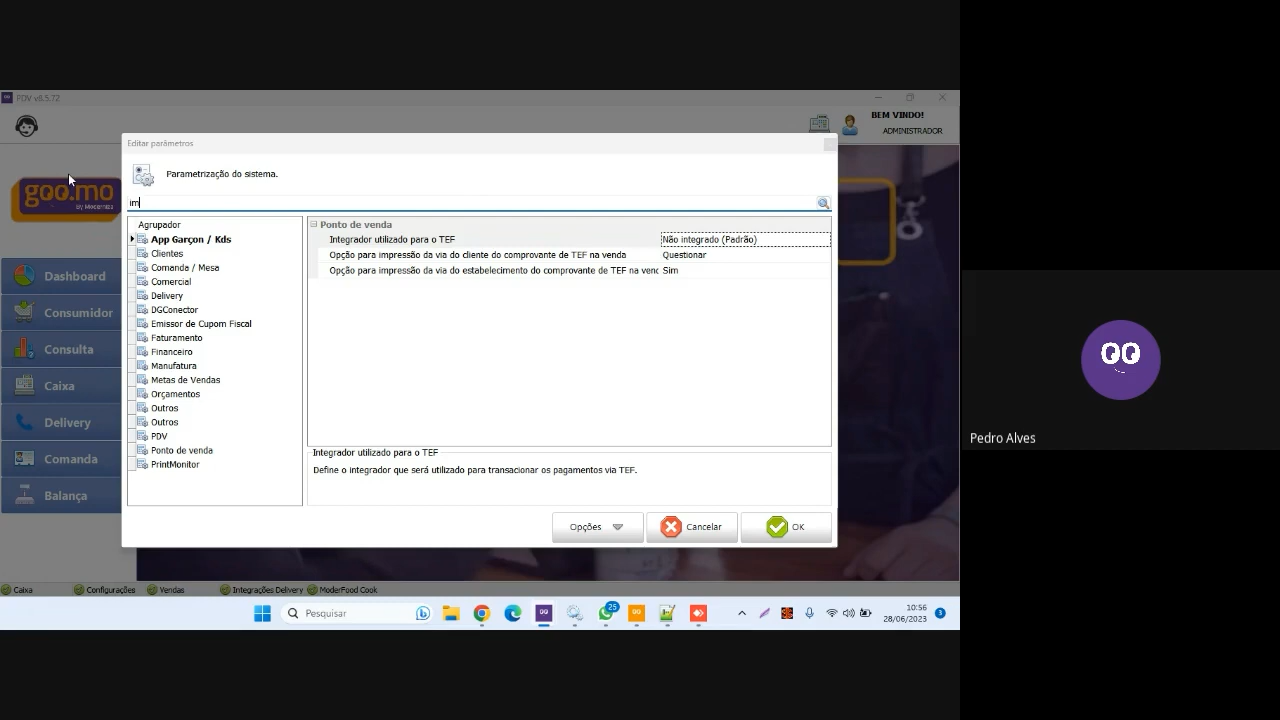 PDV v6.5.72
BEM VINDO!
ADMINISTRADOR
goo.mo
by Moderniza
Dashboard
Consumidor
Consulta
Caixa
Delivery
Comanda
Balança
Editar parâmetros
Parametrização do sistema.
im
Agrupador
App Garçon / Kds
Clientes
Comanda / Mesa
Comercial
Delivery
DGConector
Emissor de Cupom Fiscal
Faturamento
Financeiro
Manufatura
Metas de Vendas
Orçamentos
Outros
Outros
PDV
Ponto de venda
PrintMonitor
Ponto de venda
Integrador utilizado para o TEF Não integrado (Padrão)
Opção para impressão da via do cliente do comprovante de TEF na venda Questionar
Opção para impressão da via do estabelecimento do comprovante de TEF na venc Sim
Integrador utilizado para o TEF
Define o integrador que será utilizado para transacionar os pagamentos via TEF.
Opções
Cancelar
OK
Caixa Configurações Vendas Integrações Delivery ModerFood Cook
Pesquisar
25
10:56
28/06/2023
3
Pedro Alves